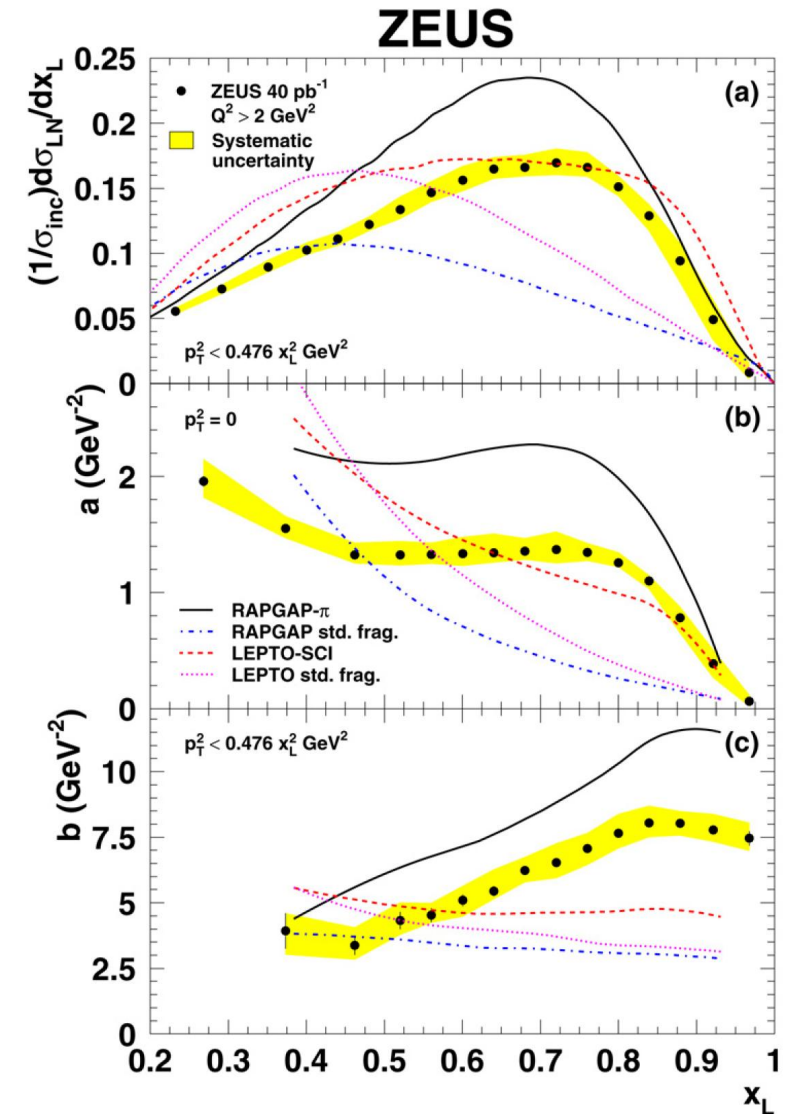 ZEUS
(1/σ_inc)dσ_LN/dx_L
0.25
0.2
0.15
0.1
0.05
0
(a)
ZEUS 40 pb⁻¹
Q² > 2 GeV²
Systematic
uncertainty
p_T² < 0.476 x_L² GeV²
a (GeV⁻²)
2
1
0
(b)
p_T² = 0
RAPGAP-π
RAPGAP std. frag.
LEPTO-SCI
LEPTO std. frag.
b (GeV⁻²)
10
7.5
5
2.5
0
(c)
p_T² < 0.476 x_L² GeV²
0.2 0.3 0.4 0.5 0.6 0.7 0.8 0.9 1
x_L